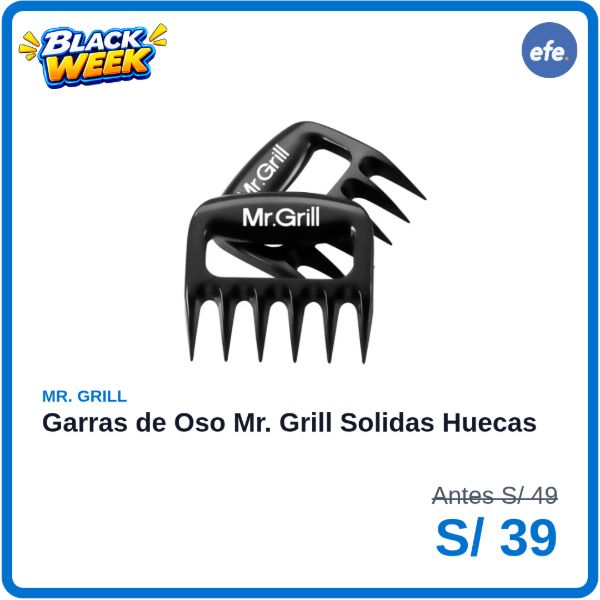 BLACK
WEEK
efe.
Mr.Grill
Mr.Grill
MR. GRILL
Garras de Oso Mr. Grill Solidas Huecas
Antes S/ 49
S/ 39